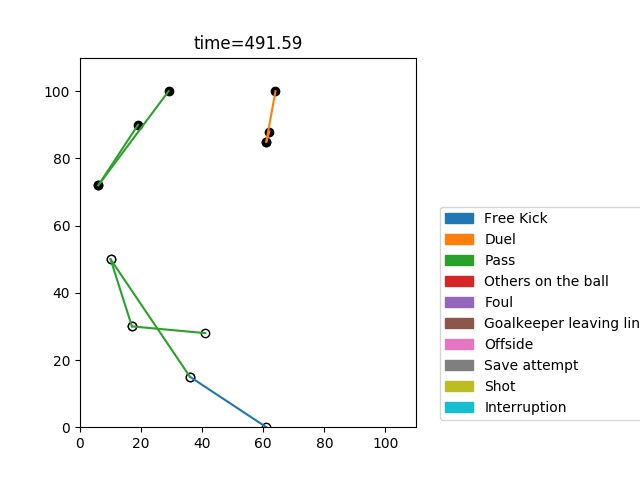 time=491.59
100
80
60
40
20
0
0 20 40 60 80 100
Free Kick
Duel
Pass
Others on the ball
Foul
Goalkeeper leaving lin
Offside
Save attempt
Shot
Interruption